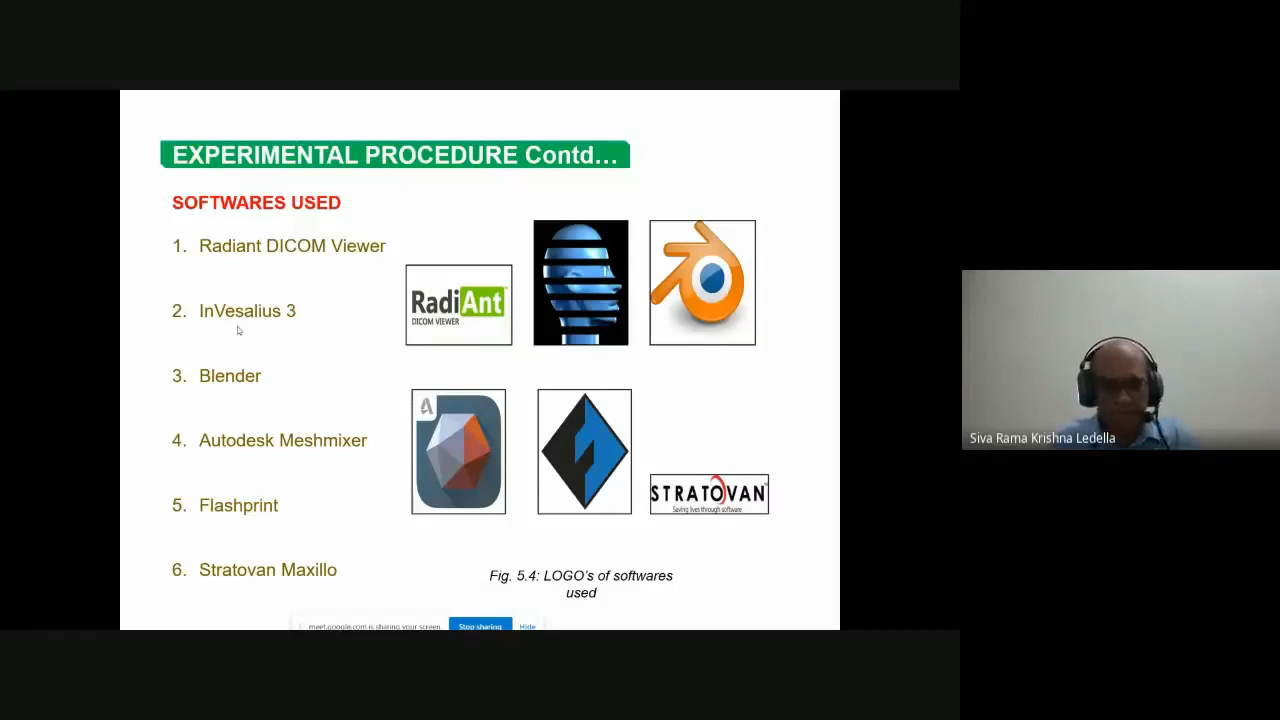 EXPERIMENTAL PROCEDURE Contd...
SOFTWARES USED
1. Radiant DICOM Viewer
2. InVesalius 3
3. Blender
4. Autodesk Meshmixer
5. Flashprint
6. Stratovan Maxillo
RadiAnt™
DICOM VIEWER
STRATOVAN
Saving lives through software
Fig. 5.4: LOGO's of softwares
used
meet.google.com is sharing your screen. Stop sharing Hide
Siva Rama Krishna Ledella